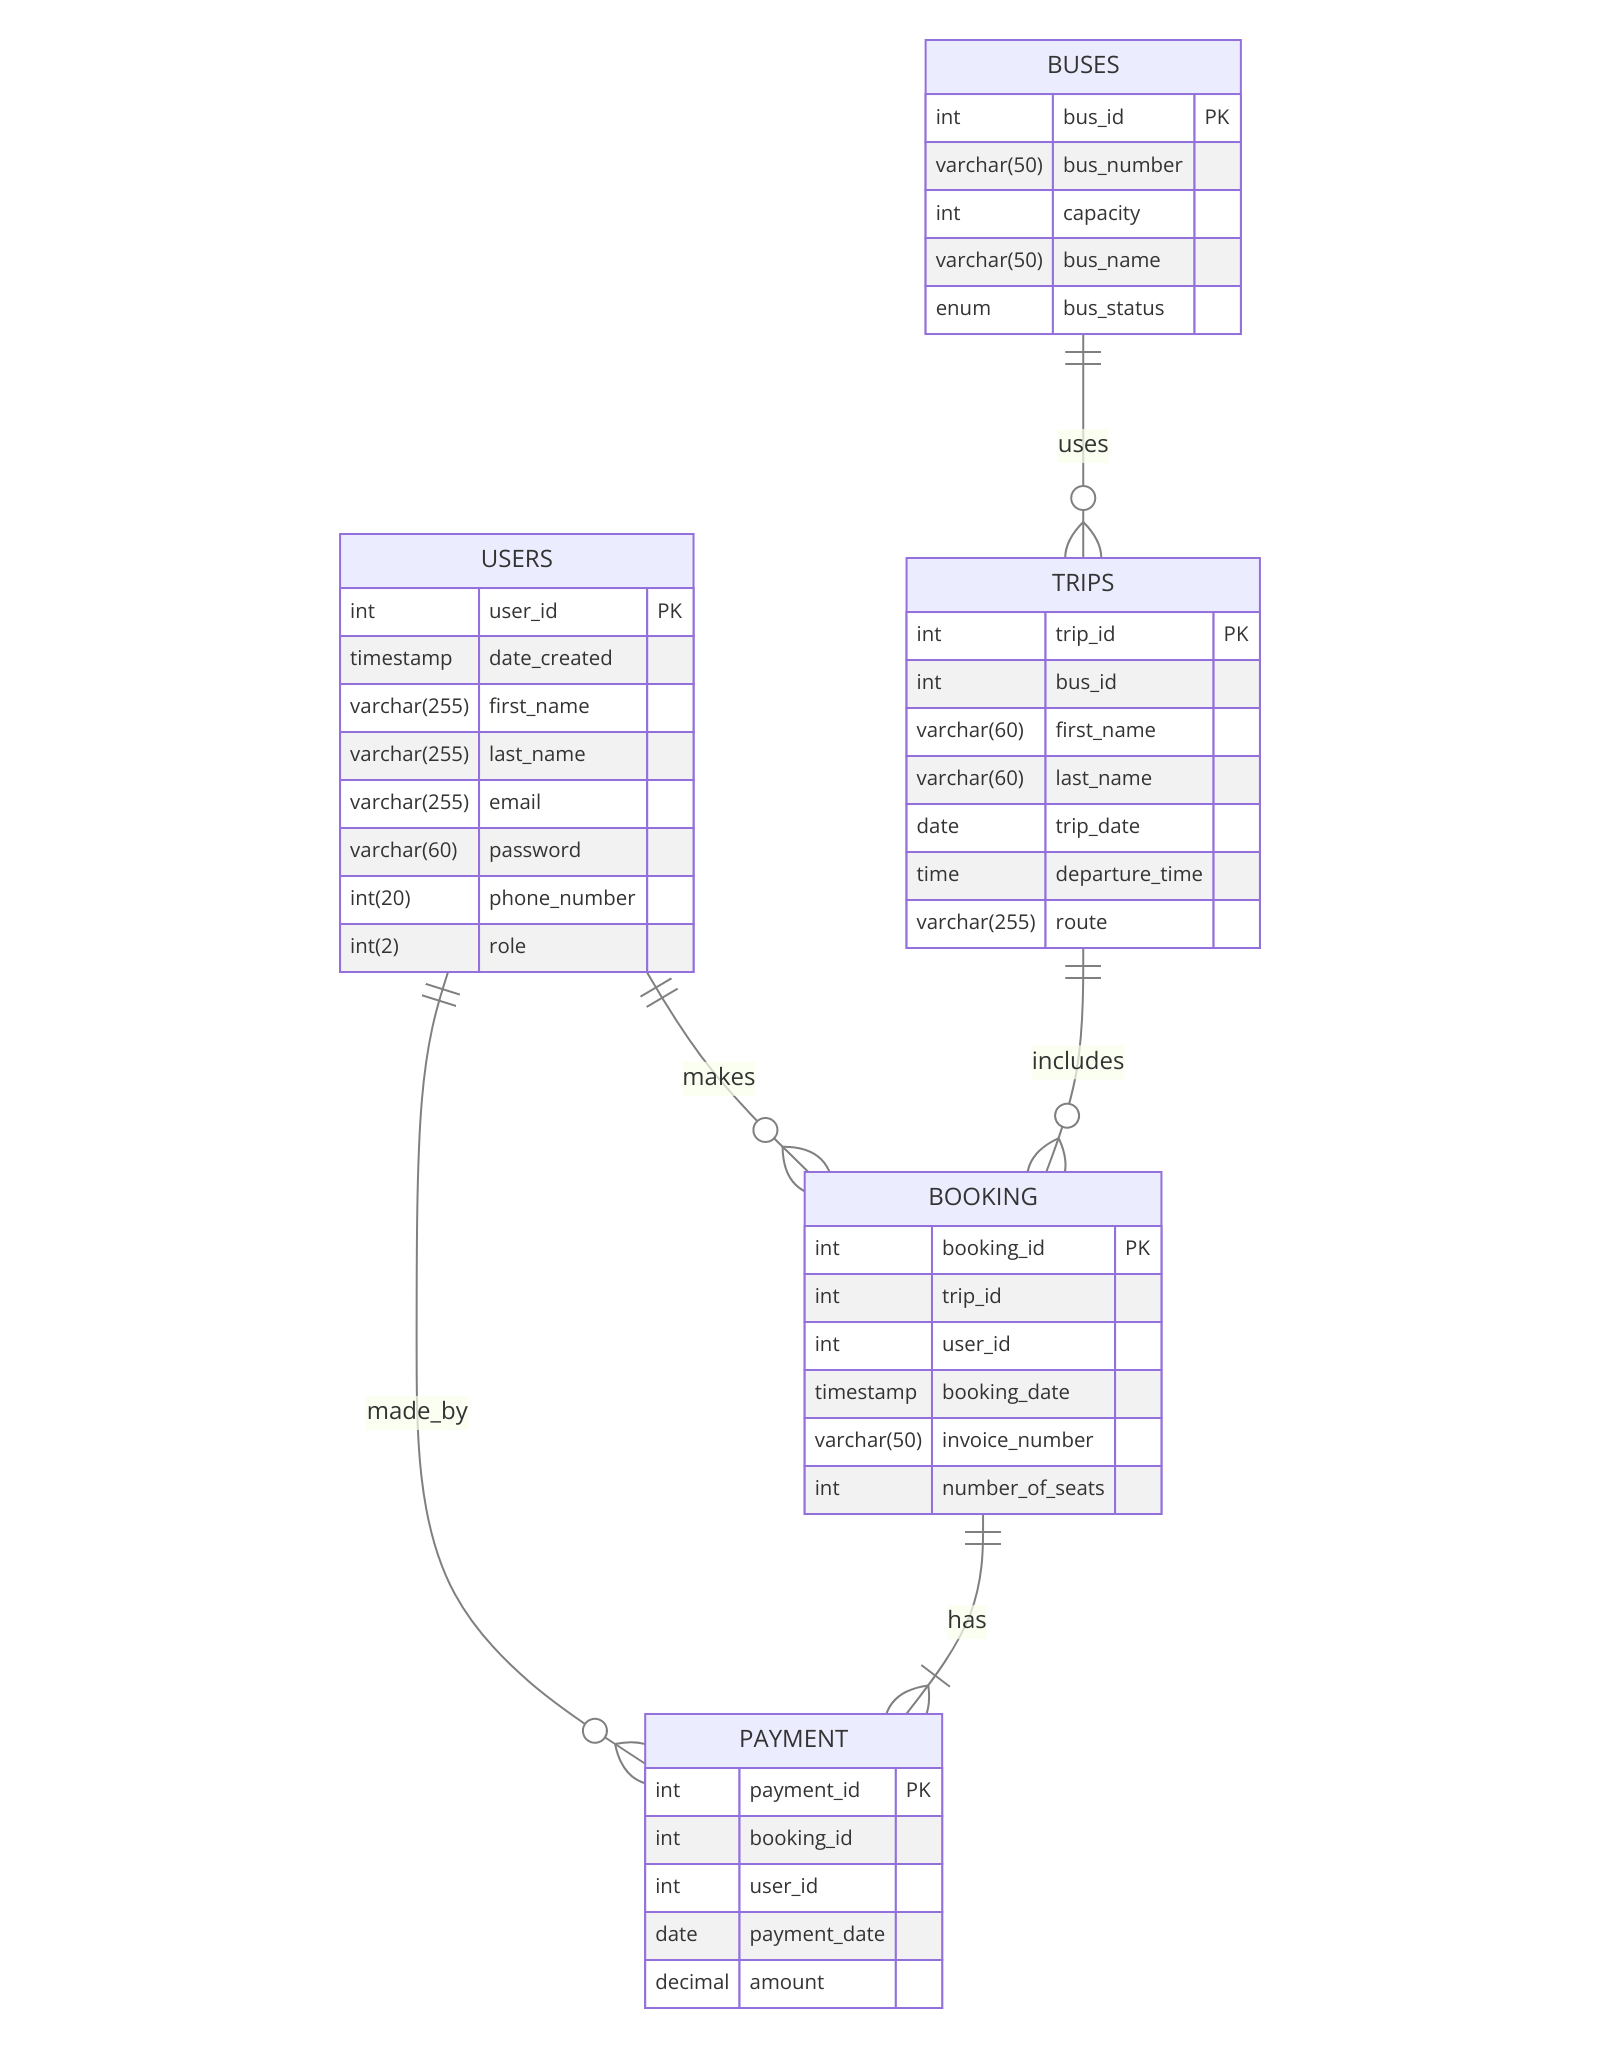 BUSES
int bus_id PK
varchar(50) bus_number
int capacity
varchar(50) bus_name
enum bus_status
uses
USERS
int user_id PK
timestamp date_created
varchar(255) first_name
varchar(255) last_name
varchar(255) email
varchar(60) password
int(20) phone_number
int(2) role
TRIPS
int trip_id PK
int bus_id
varchar(60) first_name
varchar(60) last_name
date trip_date
time departure_time
varchar(255) route
makes
includes
BOOKING
int booking_id PK
int trip_id
int user_id
timestamp booking_date
varchar(50) invoice_number
int number_of_seats
made_by
has
PAYMENT
int payment_id PK
int booking_id
int user_id
date payment_date
decimal amount